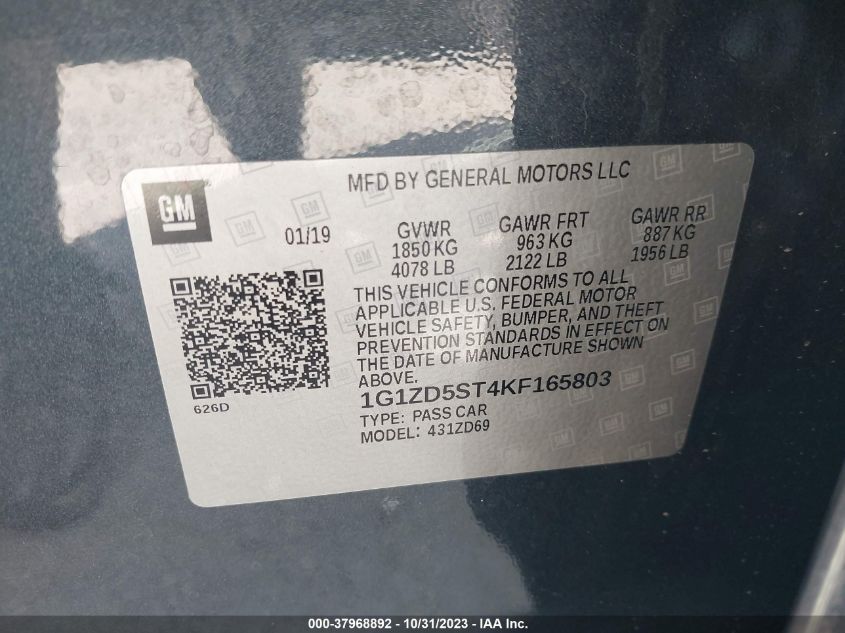 MFD BY GENERAL MOTORS LLC
GM
01/19
GVWR
1850 KG
4078 LB
GAWR FRT
963 KG
2122 LB
GAWR RR
887 KG
1956 LB
THIS VEHICLE CONFORMS TO ALL
APPLICABLE U.S. FEDERAL MOTOR
VEHICLE SAFETY, BUMPER, AND THEFT
PREVENTION STANDARDS IN EFFECT ON
THE DATE OF MANUFACTURE SHOWN
ABOVE.
626D
1G1ZD5ST4KF165803
TYPE: PASS CAR
MODEL: 431ZD69
000-37968892 - 10/31/2023 - IAA Inc.